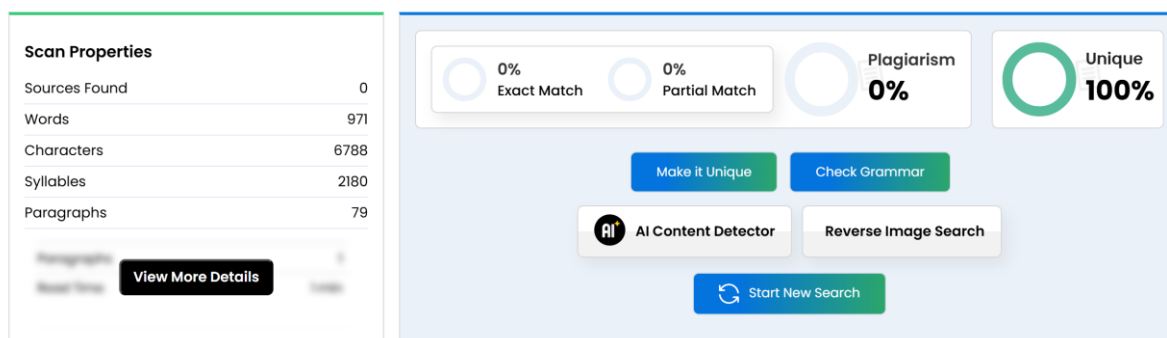 Scan Properties
Sources Found 0
Words 971
Characters 6788
Syllables 2180
Paragraphs 79
View More Details
0%
Exact Match
0%
Partial Match
Plagiarism
0%
Unique
100%
Make it Unique
Check Grammar
AI
AI Content Detector
Reverse Image Search
Start New Search